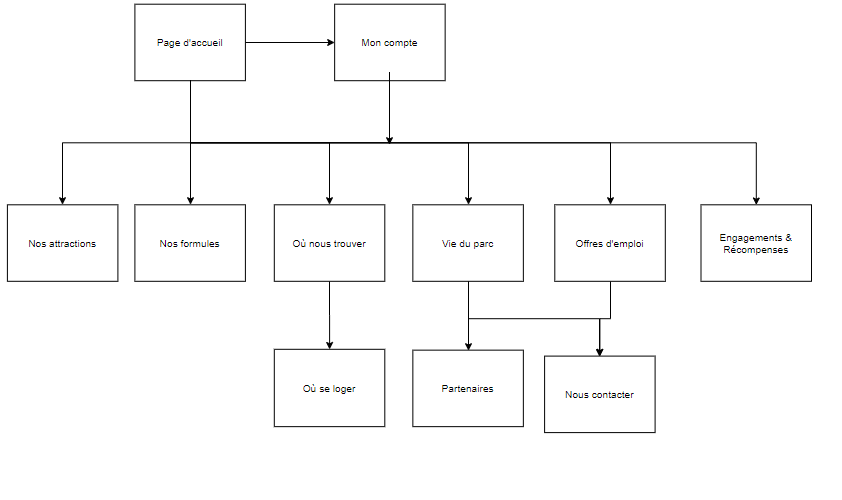 Page d'accueil
Mon compte
Nos attractions
Nos formules
Où nous trouver
Vie du parc
Offres d'emploi
Engagements &
Récompenses
Où se loger
Partenaires
Nous contacter